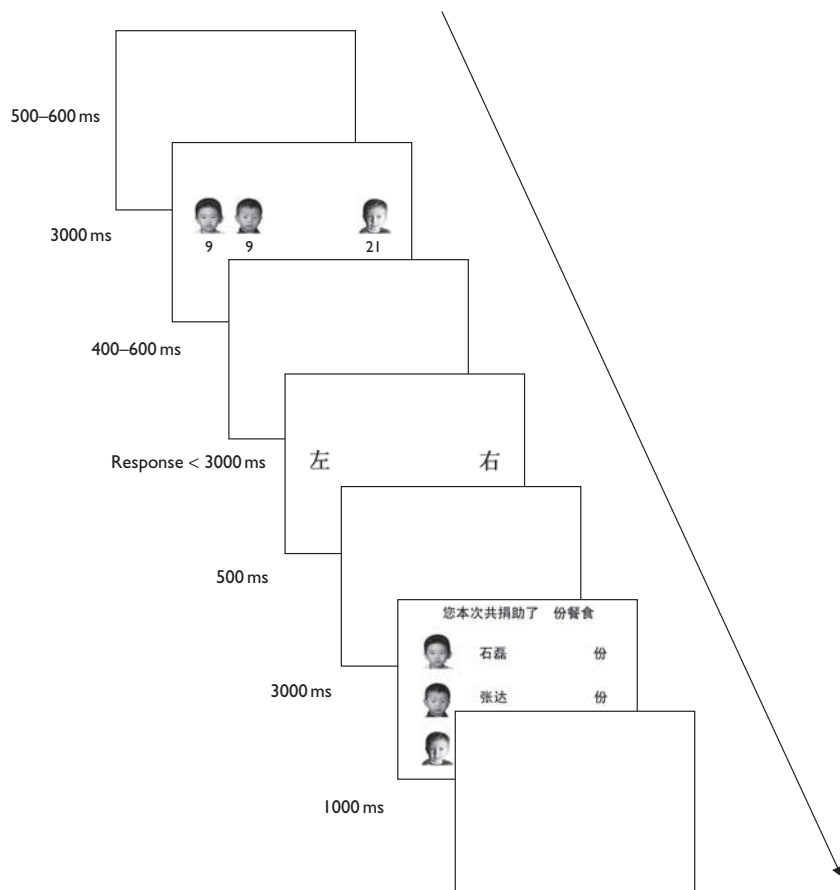 500–600 ms
3000 ms
9 9 21
400–600 ms
Response < 3000 ms
左 右
500 ms
您本次共捐助了 份餐食
石磊 份
张达 份
3000 ms
1000 ms